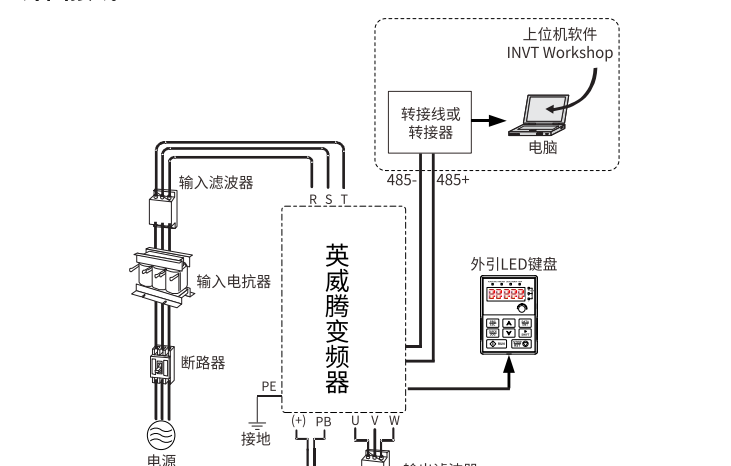 上位机软件
INVT Workshop
转接线或
转接器
电脑
485-
485+
输入滤波器
R S T
英威腾变频器
外引LED键盘
输入电抗器
断路器
PE
接地
(+) PB
U V W
电源